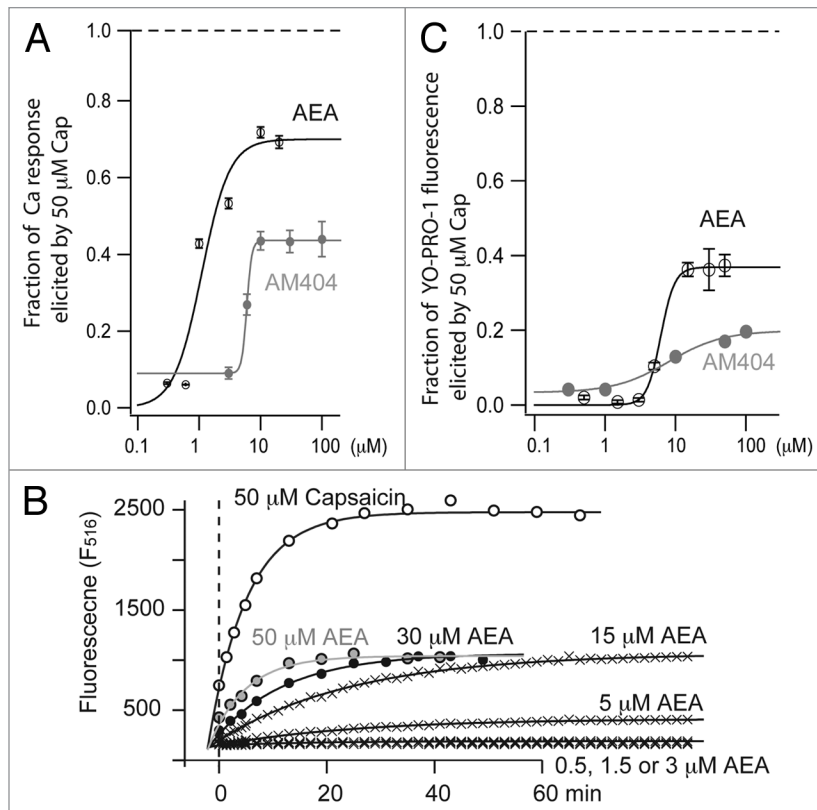 A
Fraction of Ca response
elicited by 50 μM Cap
1.0
0.8
0.6
0.4
0.2
0.0
AEA
AM404
0.1 1 10 100 (μM)
C
Fraction of YO-PRO-1 fluorescence
elicited by 50 μM Cap
1.0
0.8
0.6
0.4
0.2
0.0
AEA
AM404
0.1 1 10 100 (μM)
B
Fluorescecne (F516)
2500
1500
500
50 μM Capsaicin
50 μM AEA 30 μM AEA 15 μM AEA
5 μM AEA
0.5, 1.5 or 3 μM AEA
0 20 40 60 min